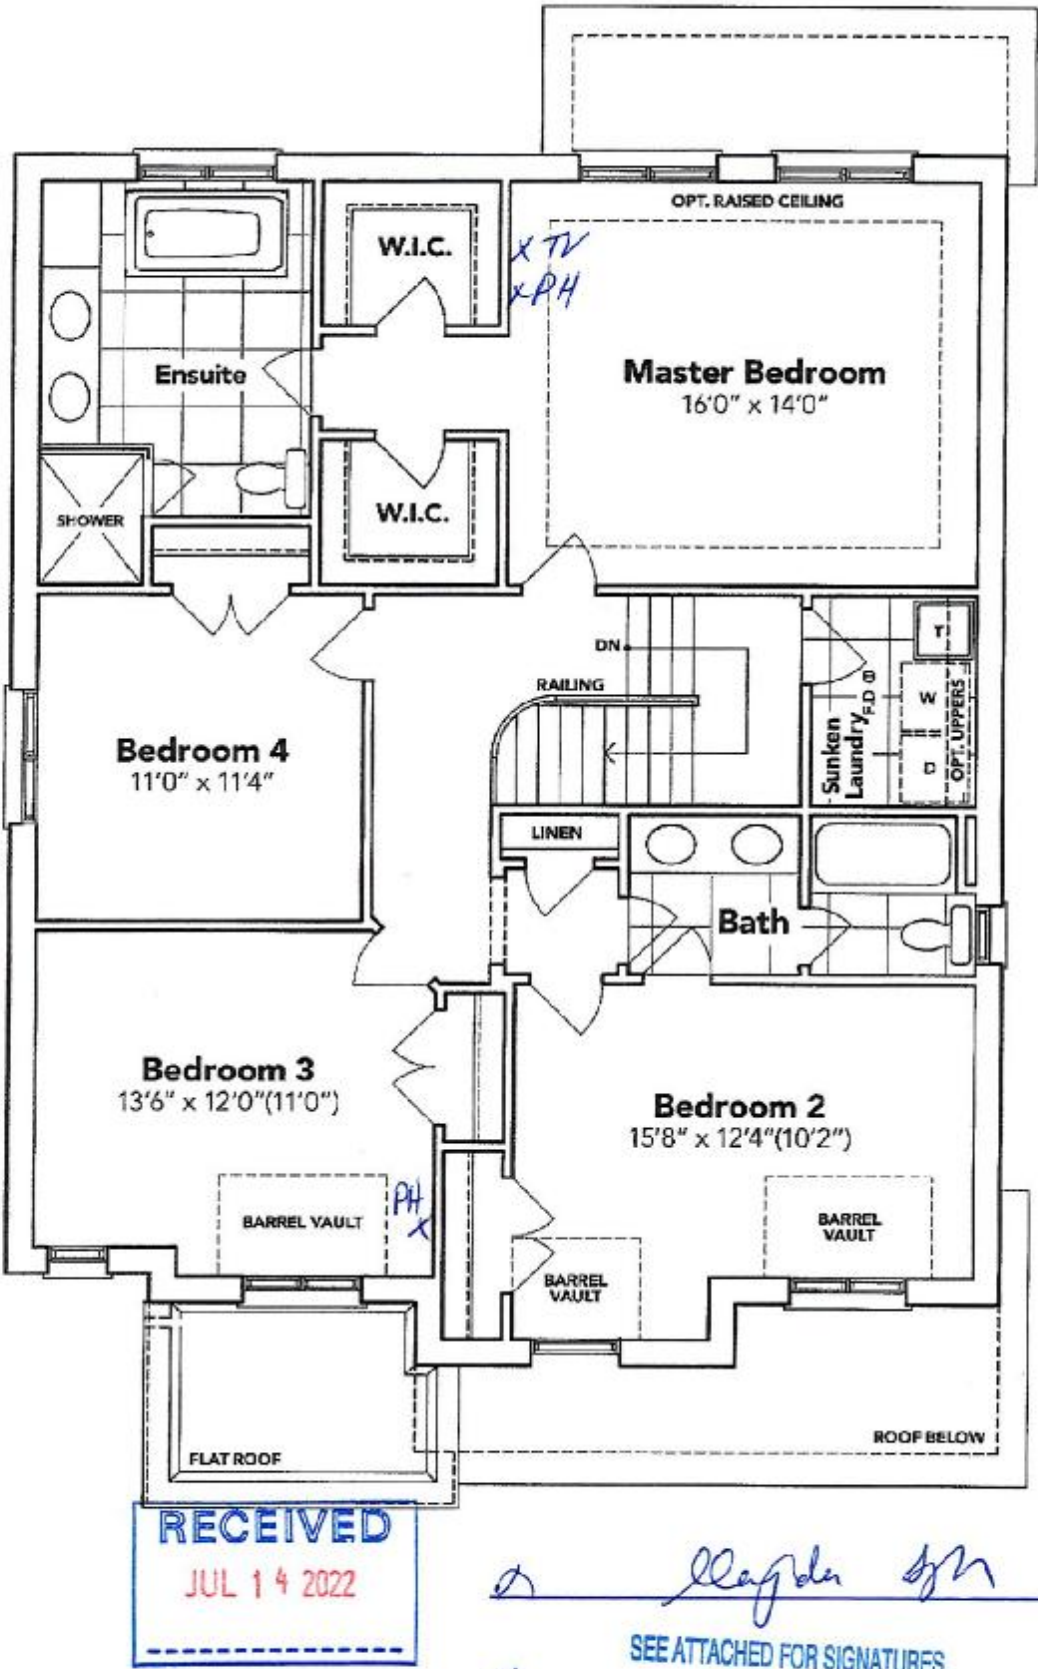 OPT. RAISED CEILING
W.I.C.
X TV
X PH
Ensuite
Master Bedroom
16'0" x 14'0"
W.I.C.
SHOWER
DN
T
RAILING
F.D
W
OPT. UPPERS
Sunken
Laundry
D
Bedroom 4
11'0" x 11'4"
LINEN
Bath
Bedroom 3
13'6" x 12'0"(11'0")
Bedroom 2
15'8" x 12'4"(10'2")
PH
X
BARREL VAULT
BARREL
VAULT
BARREL
VAULT
FLAT ROOF
ROOF BELOW
RECEIVED
JUL 14 2022
SEE ATTACHED FOR SIGNATURES